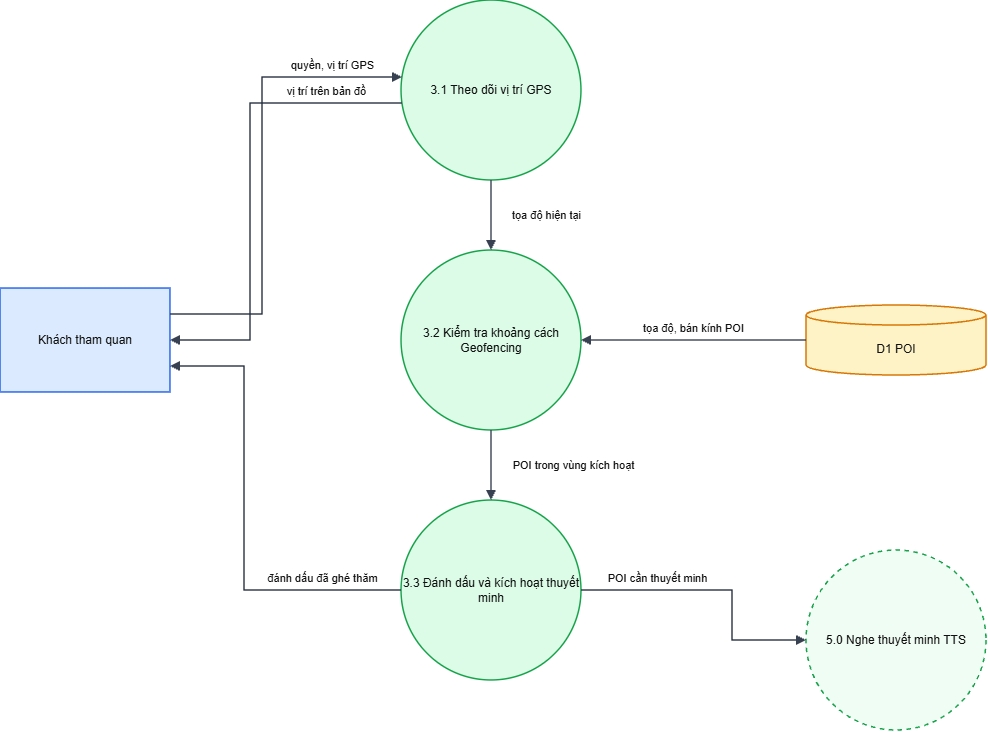 quyền, vị trí GPS
vị trí trên bản đồ
3.1 Theo dõi vị trí GPS
tọa độ hiện tại
Khách tham quan
3.2 Kiểm tra khoảng cách
Geofencing
tọa độ, bán kính POI
D1 POI
POI trong vùng kích hoạt
đánh dấu đã ghé thăm
3.3 Đánh dấu và kích hoạt thuyết
minh
POI cần thuyết minh
5.0 Nghe thuyết minh TTS